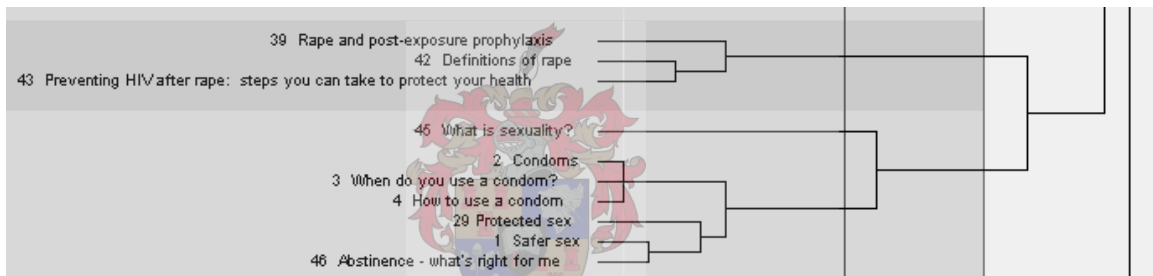 39 Rape and post-exposure prophylaxis
42 Definitions of rape
43 Preventing HIV after rape: steps you can take to protect your health
45 What is sexuality?
2 Condoms
3 When do you use a condom?
4 How to use a condom
29 Protected sex
1 Safer sex
46 Abstinence - what's right for me